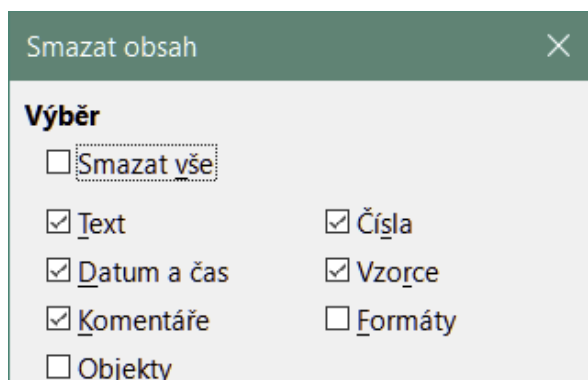 Smazat obsah
Výběr
Smazat vše
Text
Čísla
Datum a čas
Vzorce
Komentáře
Formáty
Objekty